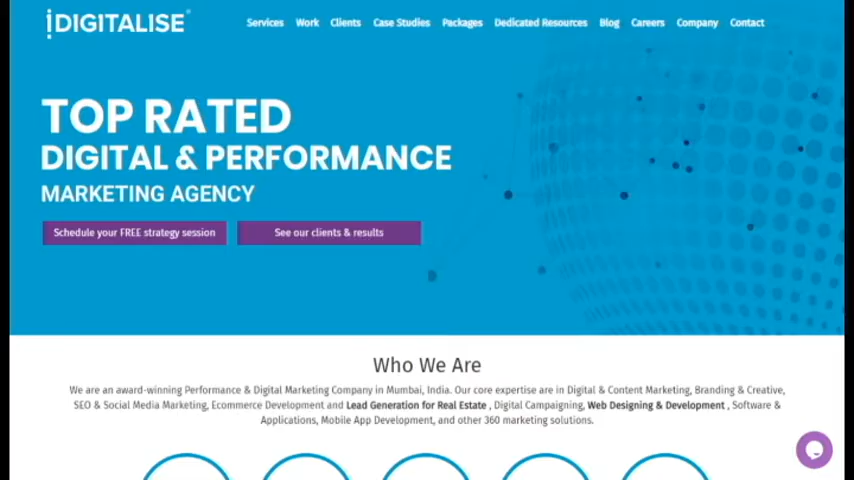 iDIGITALISE®
Services Work Clients Case Studies Packages Dedicated Resources Blog Careers Company Contact
TOP RATED
DIGITAL & PERFORMANCE
MARKETING AGENCY
Schedule your FREE strategy session See our clients & results
Who We Are
We are an award-winning Performance & Digital Marketing Company in Mumbai, India. Our core expertise are in Digital & Content Marketing, Branding & Creative,
SEO & Social Media Marketing, Ecommerce Development and Lead Generation for Real Estate , Digital Campaigning, Web Designing & Development , Software &
Applications, Mobile App Development, and other 360 marketing solutions.